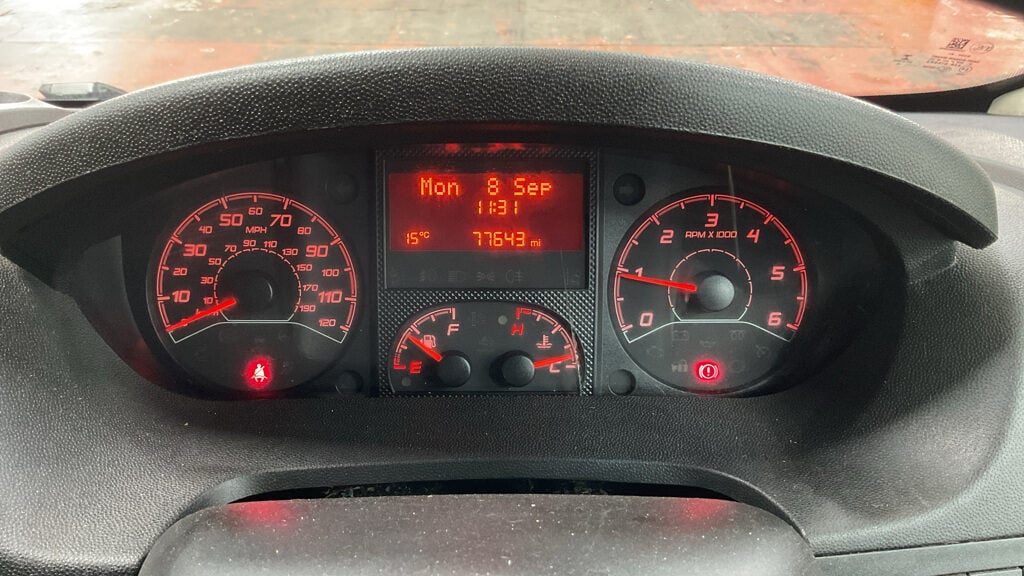 Mon 8 Sep
11:31
15°C 77643 mi
10 20 30 40 50 60 70 80 90 100 110 120
MPH
10 30 50 70 90 110 130 150 170 190
E F
H C
0 1 2 3 4 5 6
RPM X 1000